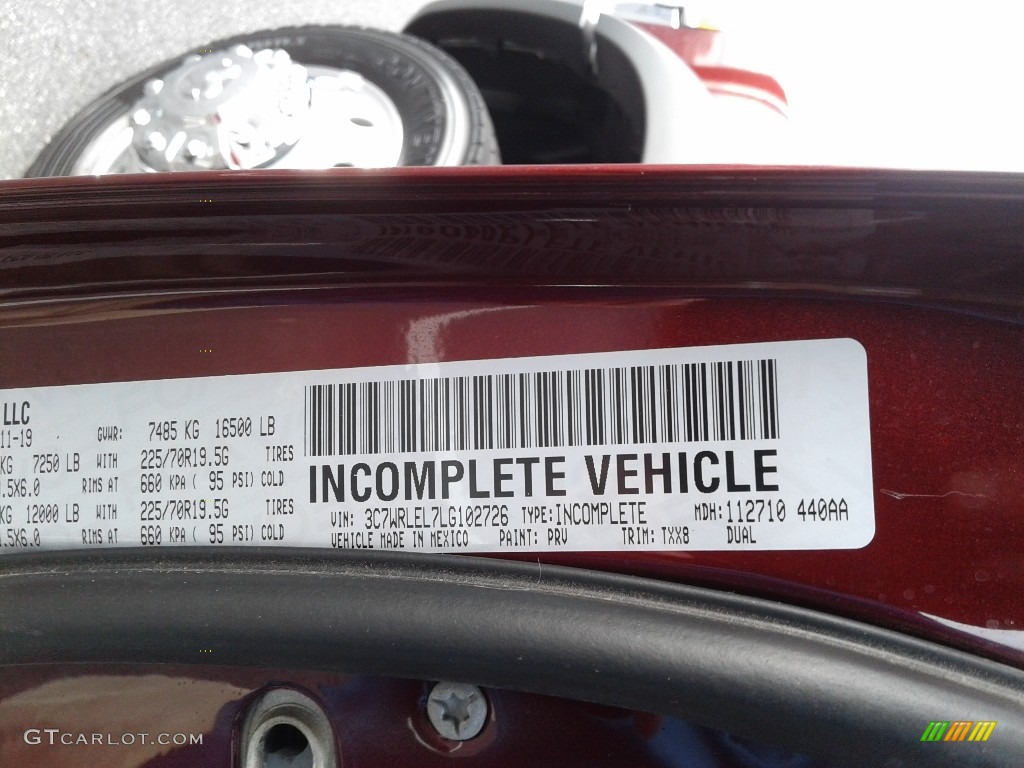 LLC
11-19 GVWR: 7485 KG 16500 LB
KG 7250 LB WITH 225/70R19.5G TIRES
.5X6.0 RIMS AT 660 KPA ( 95 PSI) COLD
KG 12000 LB WITH 225/70R19.5G TIRES
.5X6.0 RIMS AT 660 KPA ( 95 PSI) COLD
INCOMPLETE VEHICLE
VIN: 3C7WRLEL7LG102726 TYPE: INCOMPLETE MDH: 112710 440AA
VEHICLE MADE IN MEXICO PAINT: PRV TRIM: TXX8 DUAL
GTCARLOT.COM